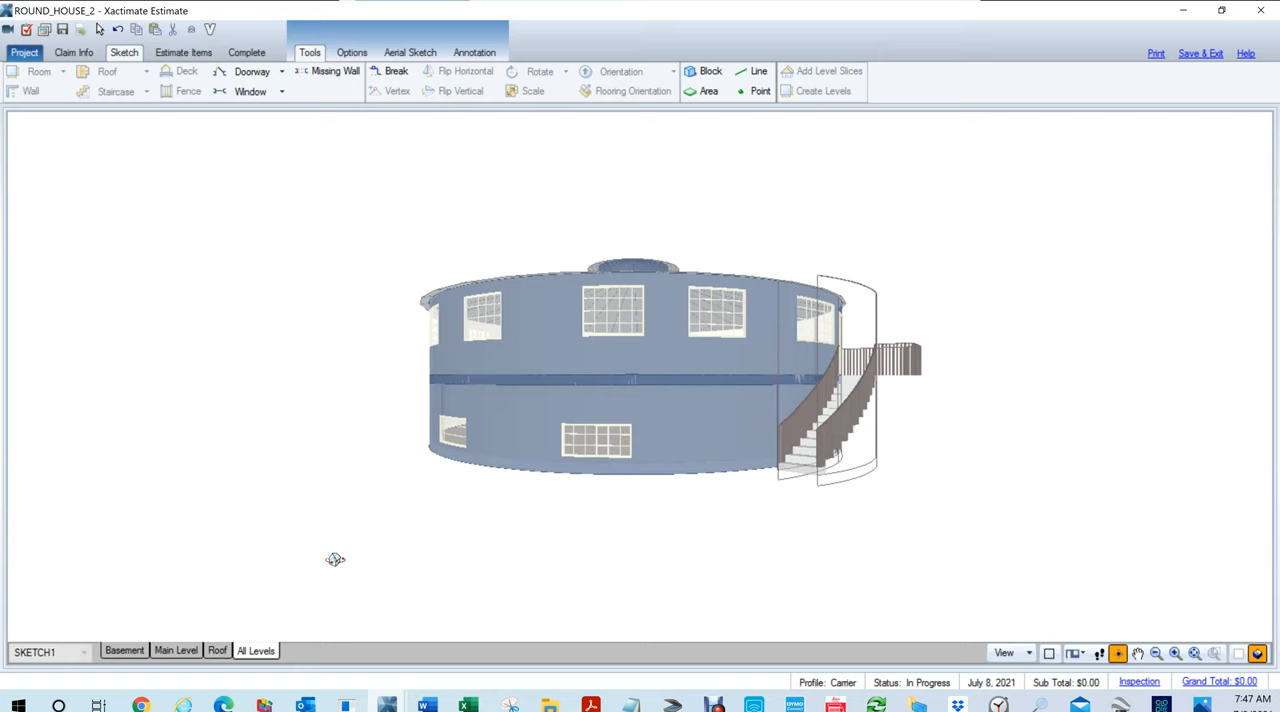 ROUND_HOUSE_2 - Xactimate Estimate
Project Claim Info Sketch Estimate Items Complete Tools Options Aerial Sketch Annotation Print Save & Exit Help
Room Roof Deck Doorway Missing Wall Break Flip Horizontal Rotate Orientation Block Line Add Level Slices
Wall Staircase Fence Window Vertex Flip Vertical Scale Flooring Orientation Area Point Create Levels
SKETCH1 Basement Main Level Roof All Levels View
Profile: Carrier Status: In Progress July 8, 2021 Sub Total: $0.00 Inspection Grand Total: $0.00
7:47 AM